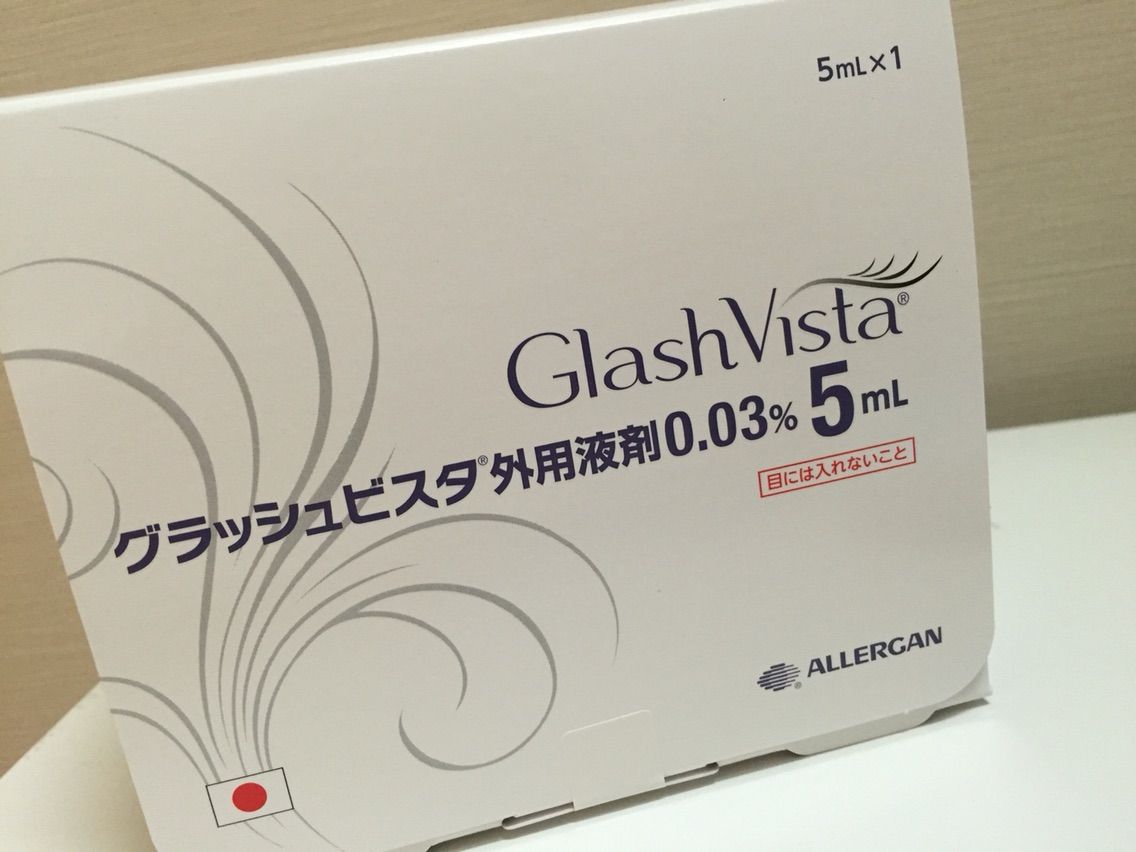 5mL×1
GlashVista®
グラッシュビスタ®外用液剤0.03% 5mL
目には入れないこと
ALLERGAN®